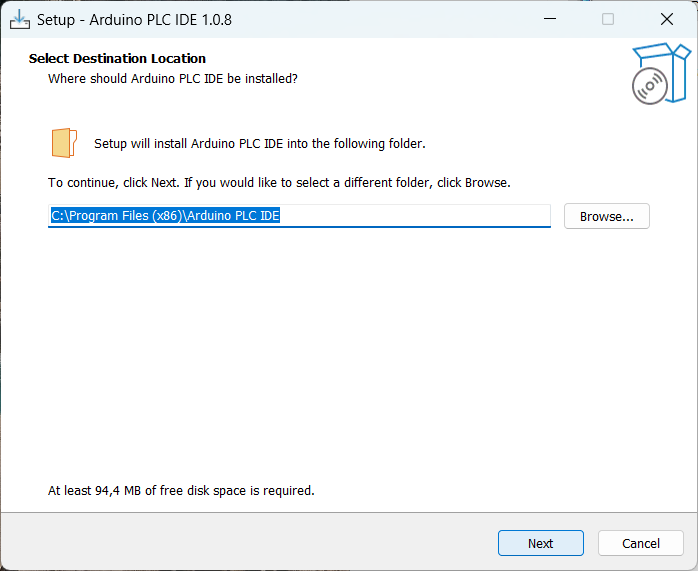 Setup - Arduino PLC IDE 1.0.8
Select Destination Location
Where should Arduino PLC IDE be installed?
Setup will install Arduino PLC IDE into the following folder.
To continue, click Next. If you would like to select a different folder, click Browse.
C:\Program Files (x86)\Arduino PLC IDE
Browse...
At least 94,4 MB of free disk space is required.
Next
Cancel